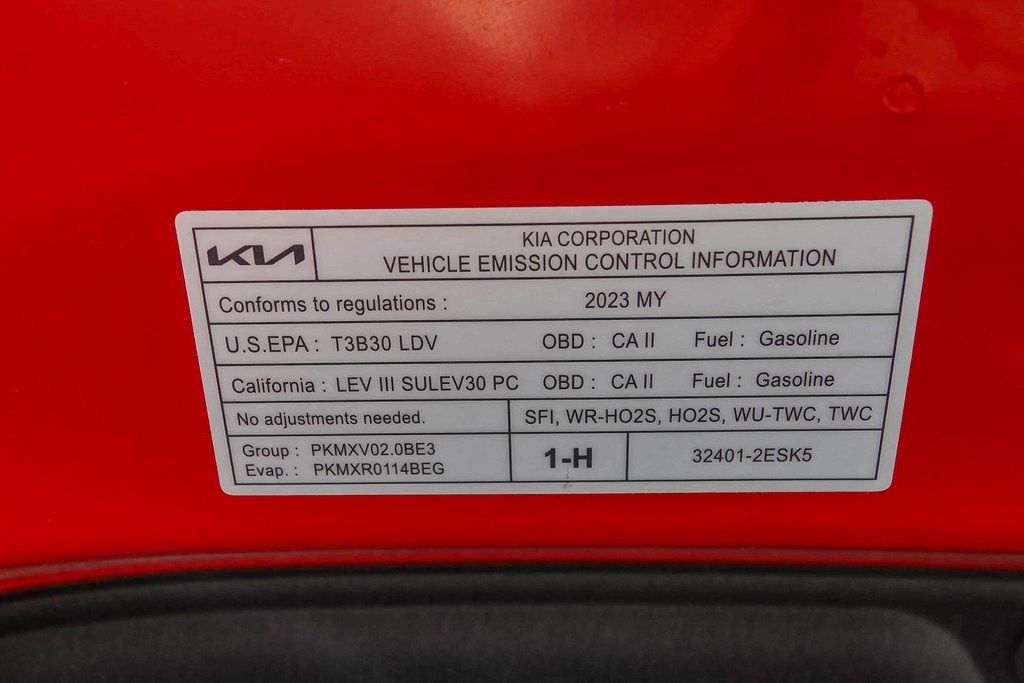 KIA
KIA CORPORATION
VEHICLE EMISSION CONTROL INFORMATION
Conforms to regulations : 2023 MY
U.S.EPA : T3B30 LDV OBD : CA II Fuel : Gasoline
California : LEV III SULEV30 PC OBD : CA II Fuel : Gasoline
No adjustments needed. SFI, WR-HO2S, HO2S, WU-TWC, TWC
Group : PKMXV02.0BE3
Evap. : PKMXR0114BEG
1-H
32401-2ESK5